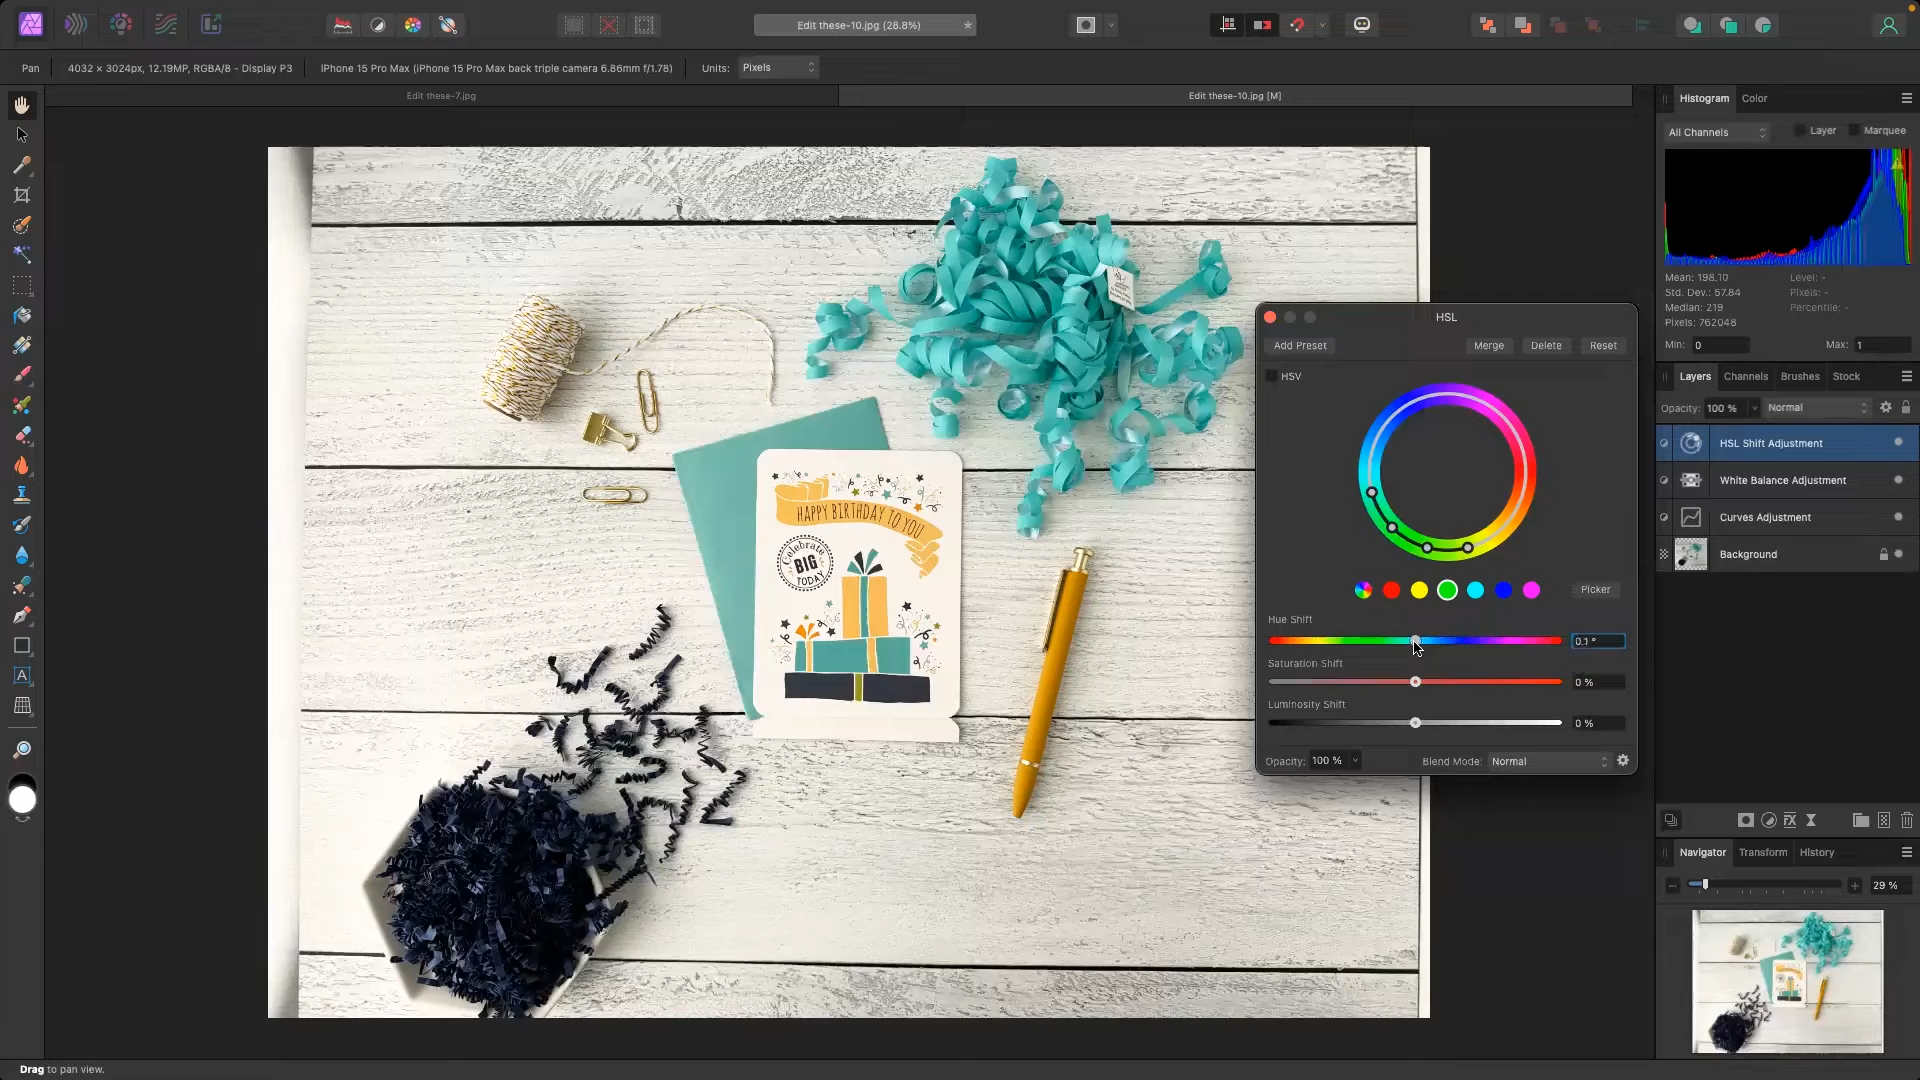 Edit these-10.jpg (28.8%)
*
Pan
4032 × 3024px, 12.19MP, RGBA/8 - Display P3
iPhone 15 Pro Max (iPhone 15 Pro Max back triple camera 6.86mm f/1.78)
Units:
Pixels
Edit these-7.jpg
Edit these-10.jpg [M]
Histogram
Color
All Channels
Layer
Marquee
Mean: 198.10
Std. Dev.: 57.84
Median: 219
Pixels: 762048
Level: -
Pixels: -
Percentile: -
Min: 0
Max: 1
Layers
Channels
Brushes
Stock
Opacity: 100 %
Normal
HSL Shift Adjustment
White Balance Adjustment
Curves Adjustment
Background
HSL
Add Preset
Merge
Delete
Reset
HSV
Picker
Hue Shift
0.1 °
Saturation Shift
0 %
Luminosity Shift
0 %
Opacity: 100 %
Blend Mode: Normal
HAPPY BIRTHDAY TO YOU
Celebrate
BIG
TODAY
A
Navigator
Transform
History
29 %
Drag to pan view.